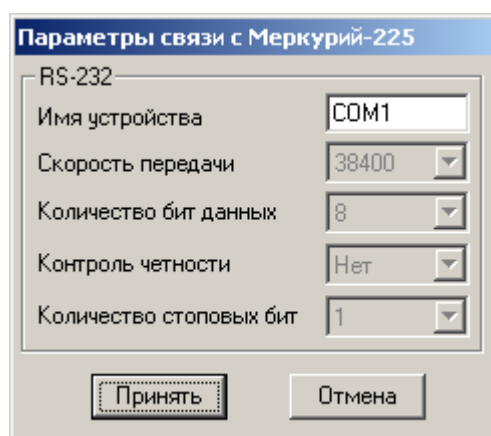 Параметры связи с Меркурий-225
RS-232
Имя устройства COM1
Скорость передачи 38400
Количество бит данных 8
Контроль четности Нет
Количество стоповых бит 1
Принять Отмена